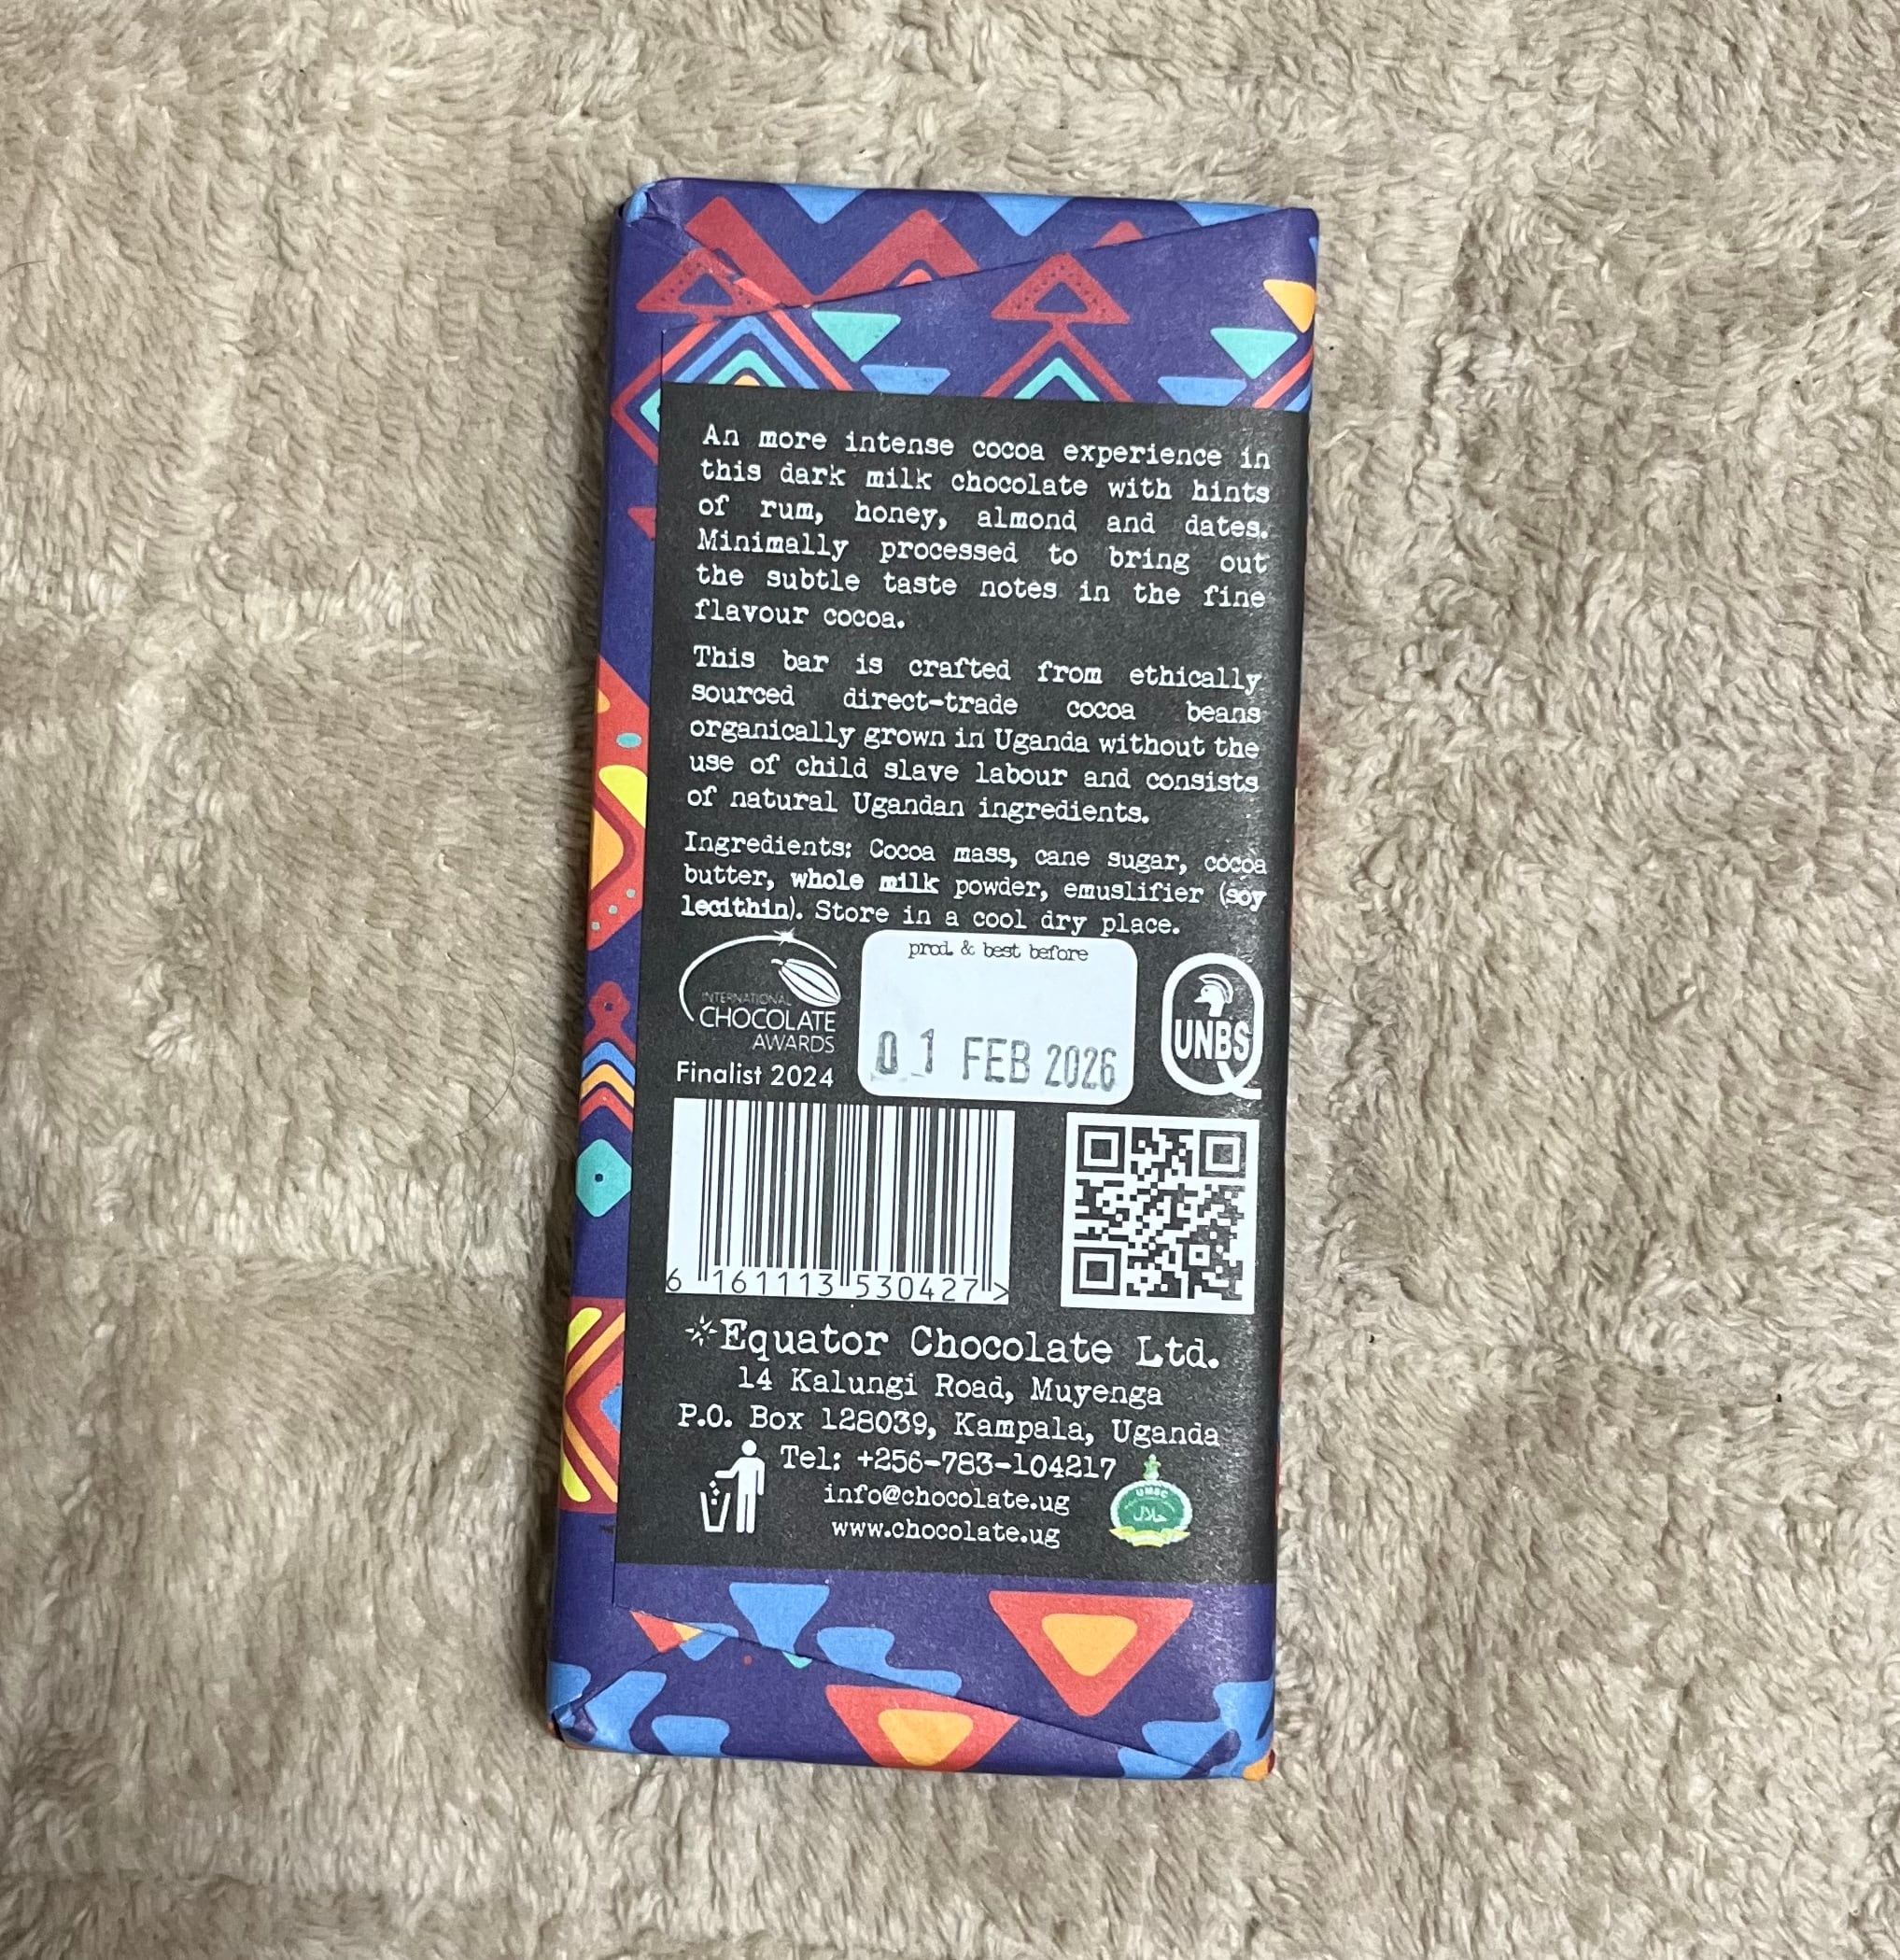 An more intense cocoa experience in
this dark milk chocolate with hints
of rum, honey, almond and dates.
Minimally processed to bring out
the subtle taste notes in the fine
flavour cocoa.
This bar is crafted from ethically
sourced direct-trade cocoa beans
organically grown in Uganda without the
use of child slave labour and consists
of natural Ugandan ingredients.
Ingredients: Cocoa mass, cane sugar, cocoa
butter, whole milk powder, emuslifier (soy
lecithin). Store in a cool dry place.
INTERNATIONAL
CHOCOLATE
AWARDS
Finalist 2024
prod. & best before
01 FEB 2026
UNBS
6 161113 530427 >
Equator Chocolate Ltd.
14 Kalungi Road, Muyenga
P.O. Box 128039, Kampala, Uganda
Tel: +256-783-104217
info@chocolate.ug
www.chocolate.ug
UMSC
حلال